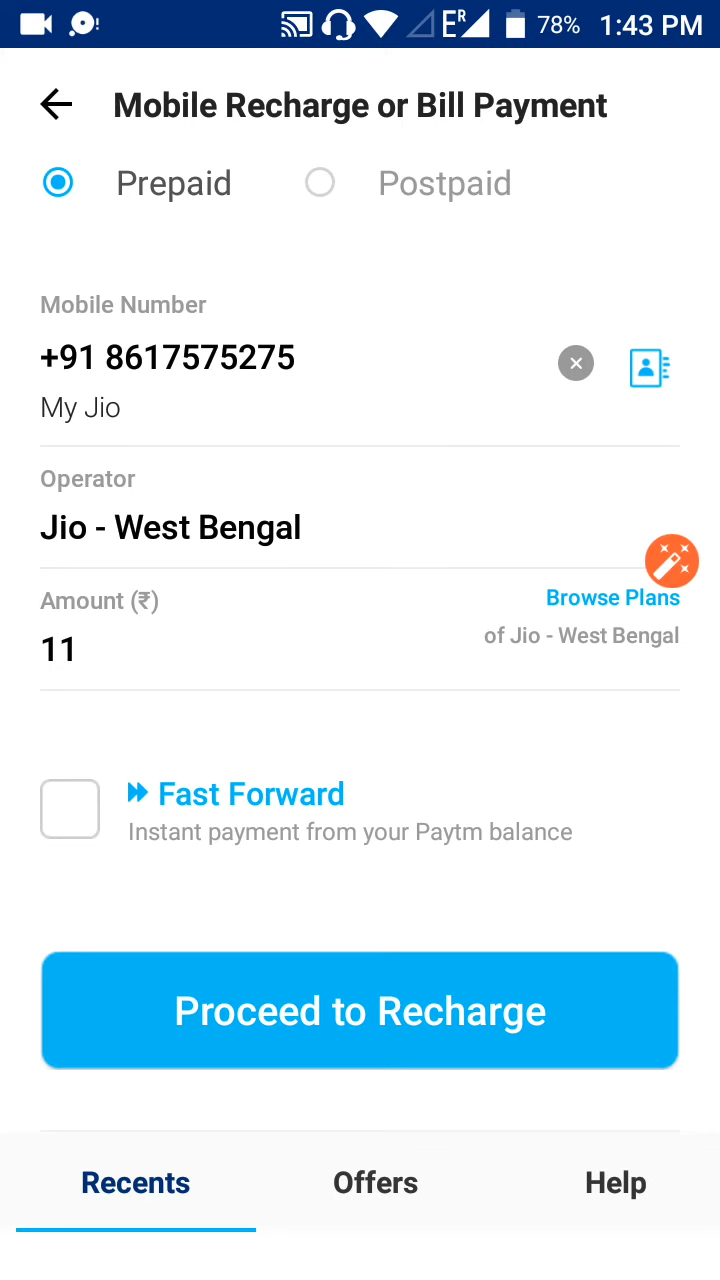 78% 1:43 PM
Mobile Recharge or Bill Payment
Prepaid Postpaid
Mobile Number
+91 8617575275
My Jio
Operator
Jio - West Bengal
Amount (₹) Browse Plans
11 of Jio - West Bengal
Fast Forward
Instant payment from your Paytm balance
Proceed to Recharge
Recents Offers Help